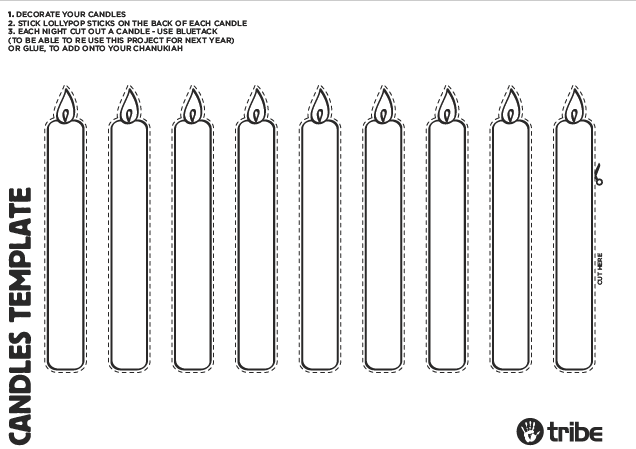 1. DECORATE YOUR CANDLES
2. STICK LOLLYPOP STICKS ON THE BACK OF EACH CANDLE
3. EACH NIGHT CUT OUT A CANDLE - USE BLUETACK
(TO BE ABLE TO RE USE THIS PROJECT FOR NEXT YEAR)
OR GLUE, TO ADD ONTO YOUR CHANUKIAH
CANDLES TEMPLATE
CUT HERE
tribe